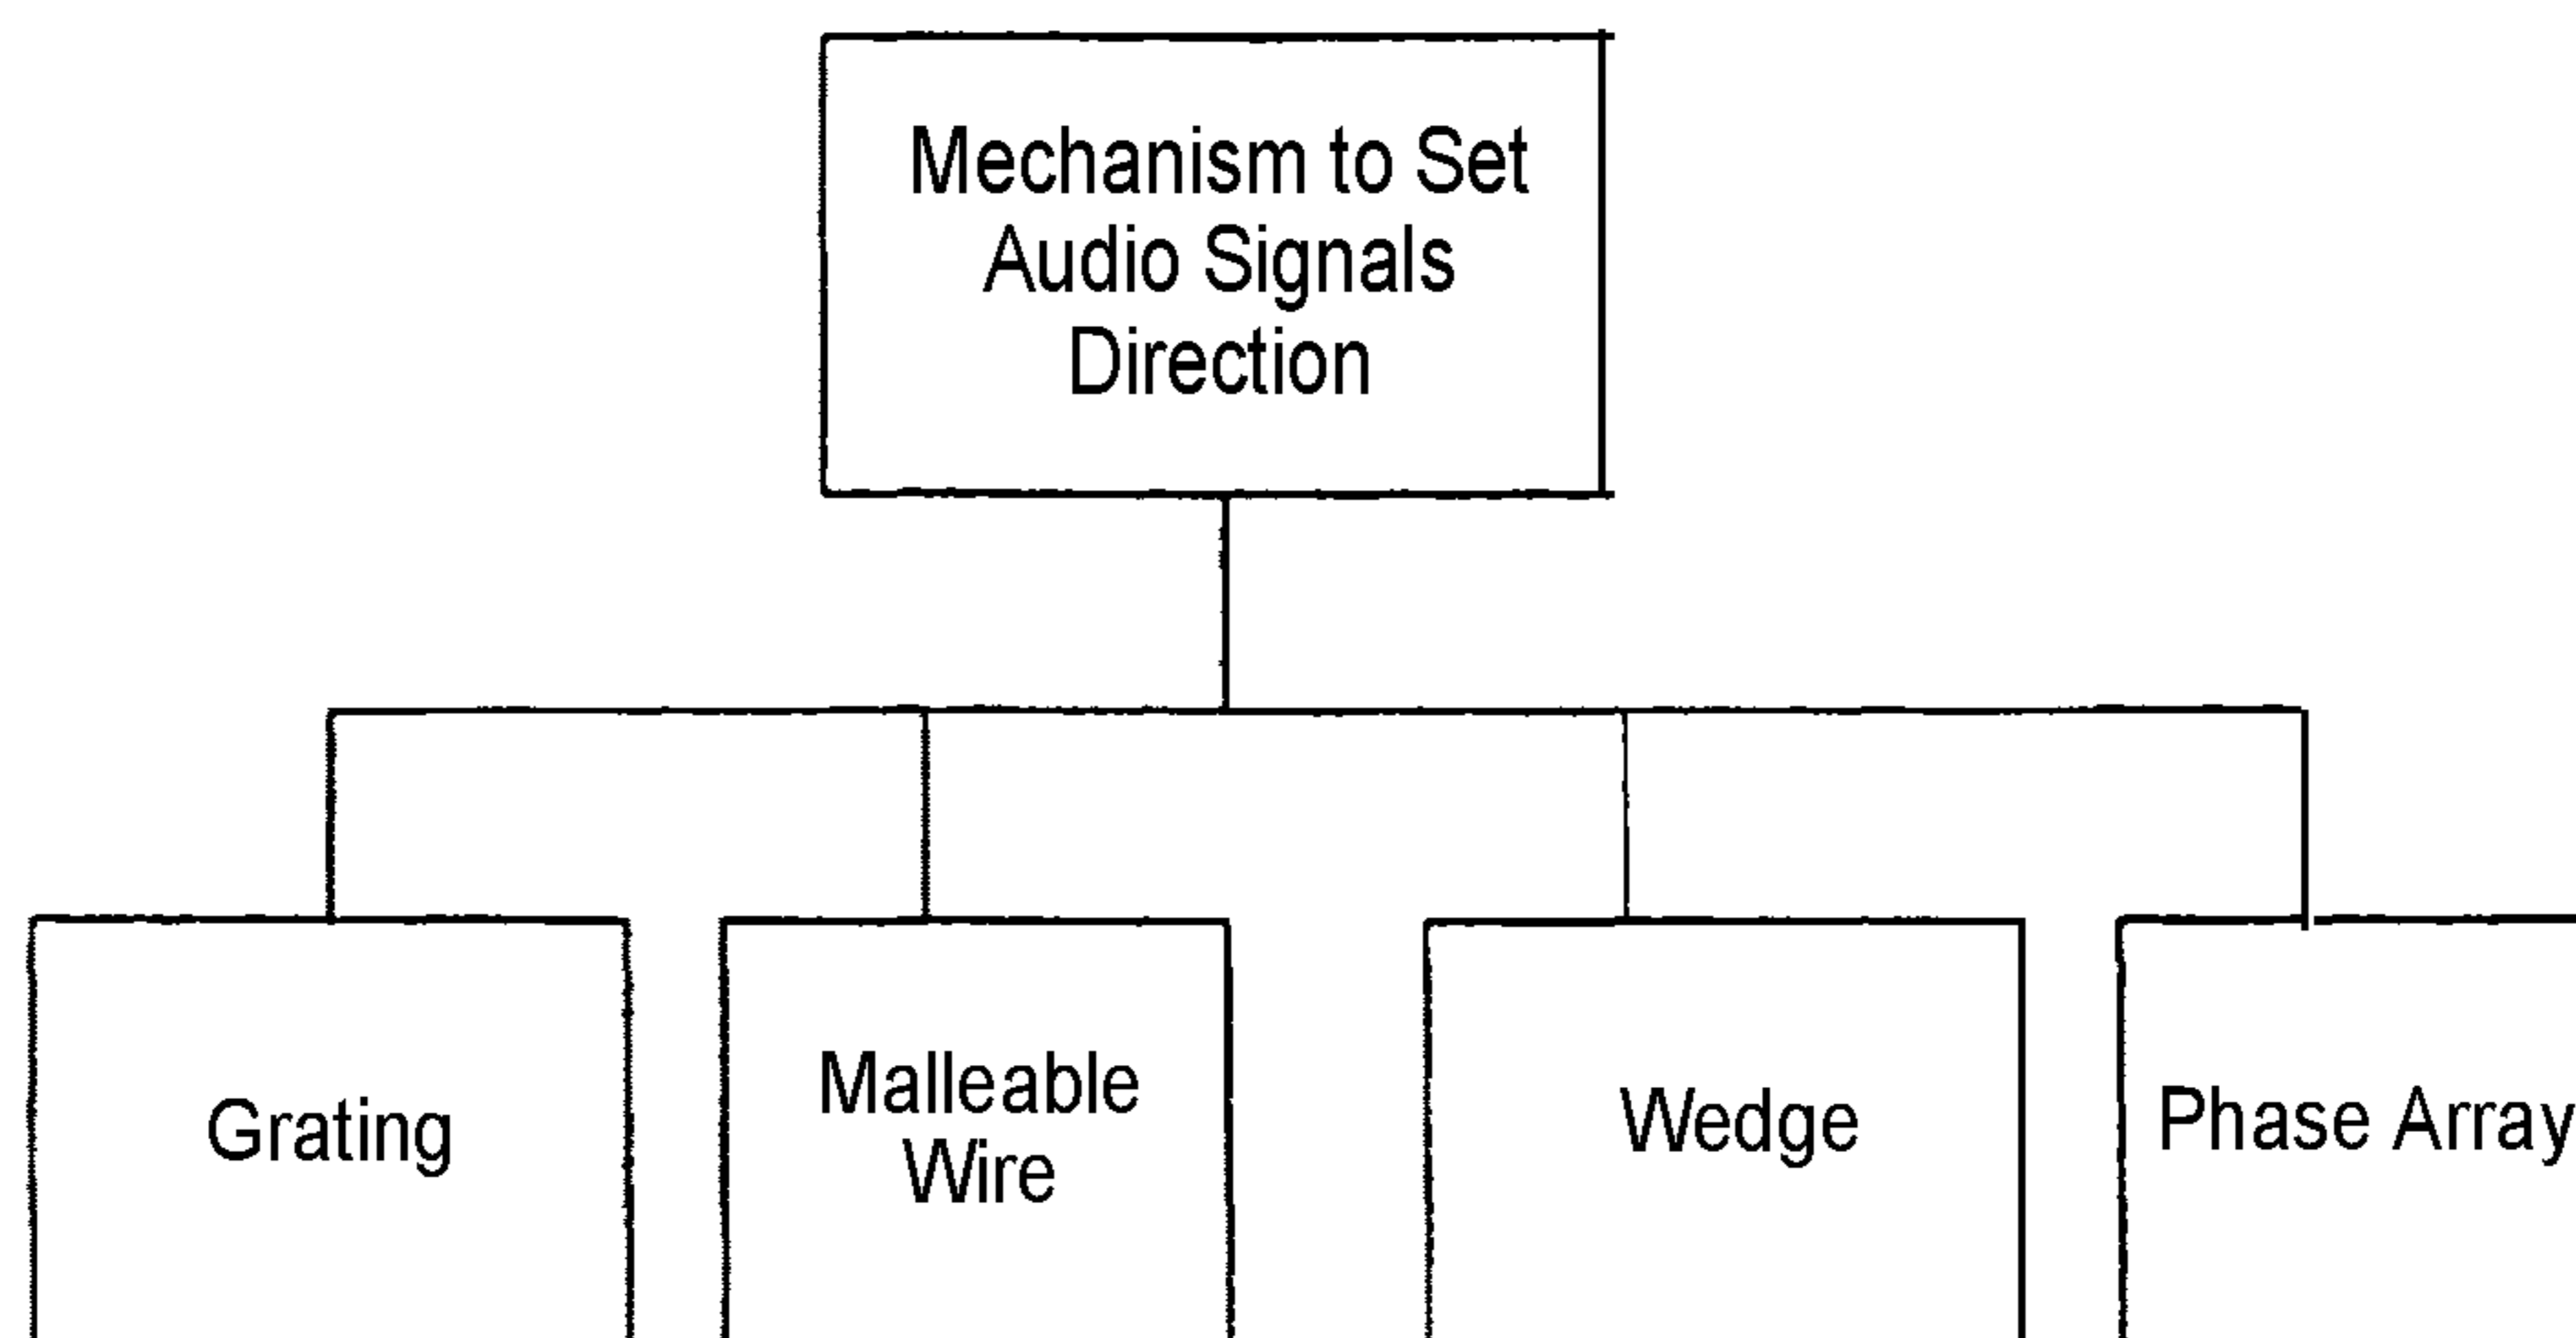 Mechanism to Set
Audio Signals
Direction
Grating
Malleable
Wire
Wedge
Phase Array